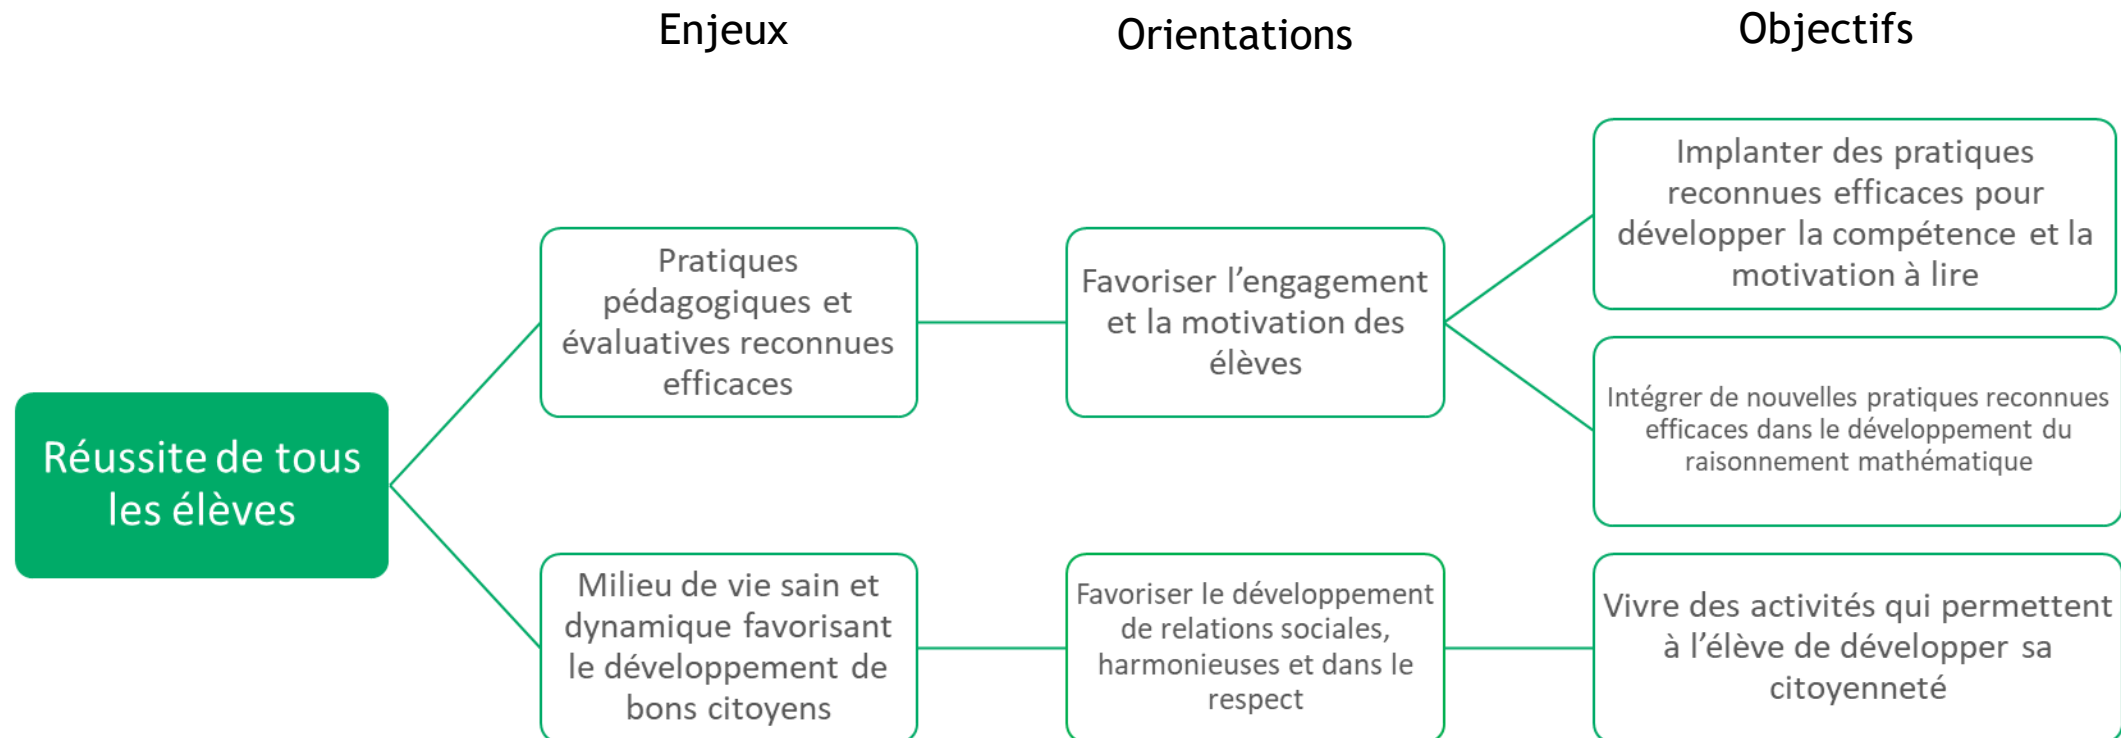 Enjeux
Orientations
Objectifs
Réussite de tous
les élèves
Pratiques
pédagogiques et
évaluatives reconnues
efficaces
Favoriser l’engagement
et la motivation des
élèves
Implanter des pratiques
reconnues efficaces pour
développer la compétence et la
motivation à lire
Intégrer de nouvelles pratiques reconnues
efficaces dans le développement du
raisonnement mathématique
Milieu de vie sain et
dynamique favorisant
le développement de
bons citoyens
Favoriser le développement
de relations sociales,
harmonieuses et dans le
respect
Vivre des activités qui permettent
à l’élève de développer sa
citoyenneté